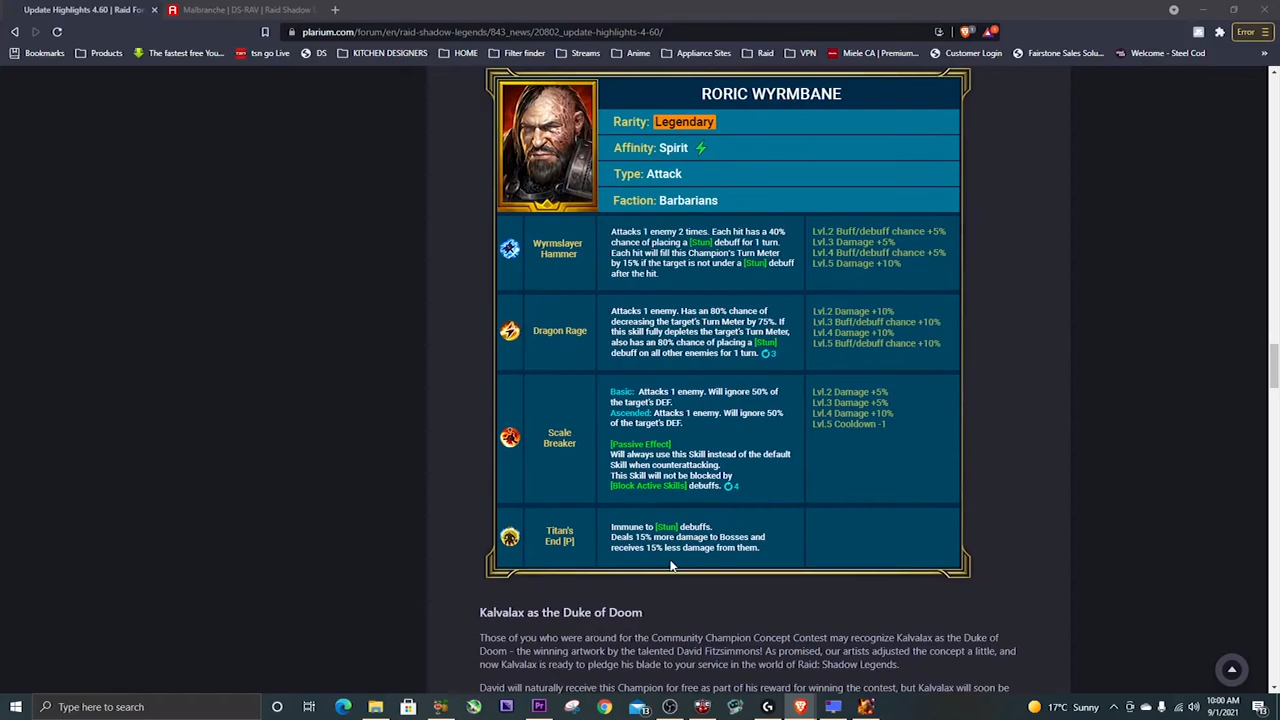 Update Highlights 4.60 | Raid Fo
Malbranche | DS-RAV | Raid Shadow L
plarium.com/forum/en/raid-shadow-legends/843_news/20802_update-highlights-4-60/
Error
Bookmarks
Products
The fastest free You...
tsn go Live
DS
KITCHEN DESIGNERS
HOME
Filter finder
Streams
Anime
Appliance Sites
Raid
VPN
Miele CA | Premium...
Customer Login
Fairstone Sales Cont...
Welcome - Steel Cod
RORIC WYRMBANE
Rarity: Legendary
Affinity: Spirit
Type: Attack
Faction: Barbarians
Wyrmslayer
Hammer
Attacks 1 enemy 2 times. Each hit has a 40%
chance of placing a [Stun] debuff for 1 turn.
Each hit will fill this Champion's Turn Meter
by 15% if the target is not under a [Stun] debuff
after the hit.
Lvl.2 Buff/debuff chance +5%
Lvl.3 Damage +5%
Lvl.4 Buff/debuff chance +5%
Lvl.5 Damage +10%
Dragon Rage
Attacks 1 enemy. Has an 80% chance of
decreasing the target's Turn Meter by 75%. If
this skill fully depletes the target's Turn Meter,
also has an 80% chance of placing a [Stun]
debuff on all other enemies for 1 turn. 3
Lvl.2 Damage +10%
Lvl.3 Buff/debuff chance +10%
Lvl.4 Damage +10%
Lvl.5 Buff/debuff chance +10%
Scale
Breaker
Basic: Attacks 1 enemy. Will ignore 50% of
the target's DEF.
Ascended: Attacks 1 enemy. Will ignore 50%
of the target's DEF.
[Passive Effect]
Will always use this Skill instead of the default
Skill when counterattacking.
This Skill will not be blocked by
[Block Active Skills] debuffs. 4
Lvl.2 Damage +5%
Lvl.3 Damage +5%
Lvl.4 Damage +10%
Lvl.5 Cooldown -1
Titan's
End [P]
Immune to [Stun] debuffs.
Deals 15% more damage to Bosses and
receives 15% less damage from them.
Kalvalax as the Duke of Doom
Those of you who were around for the Community Champion Concept Contest may recognize Kalvalax as the Duke of
Doom - the winning artwork by the talented David Fitzsimmons! As promised, our artists adjusted the concept a little, and
now Kalvalax is ready to pledge his blade to your service in the world of Raid: Shadow Legends.
David will naturally receive this Champion for free as part of his reward for winning the contest, but Kalvalax will soon be
Type here to search
17°C Sunny
10:00 AM
9/1/2021